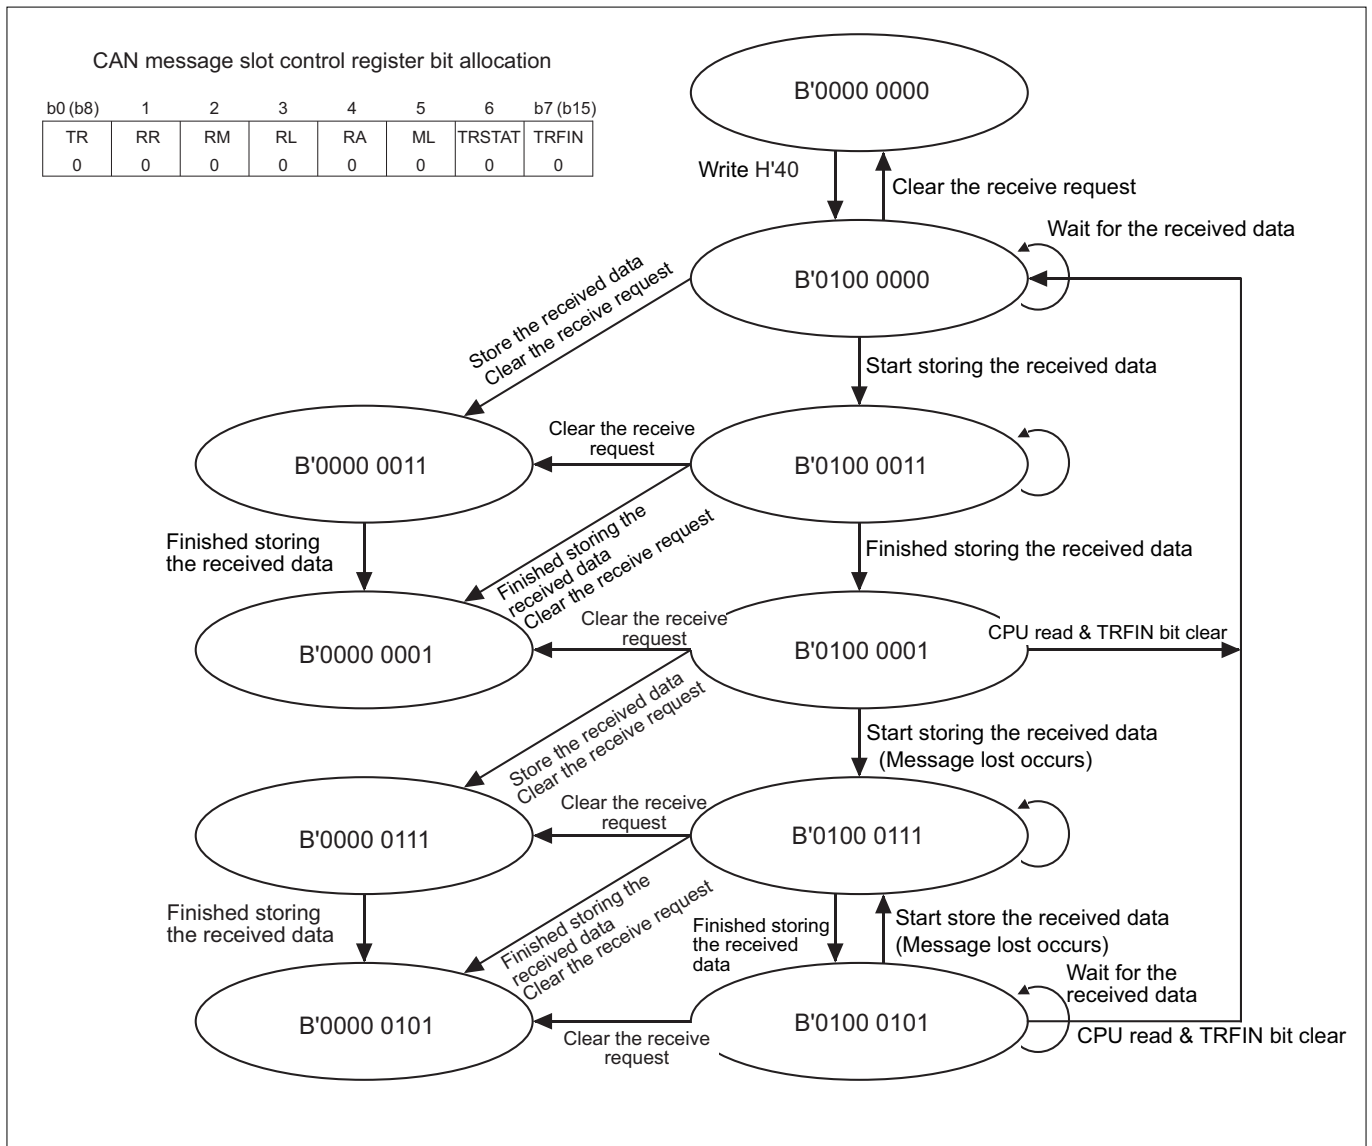 CAN message slot control register bit allocation
b0 (b8) 1 2 3 4 5 6 b7 (b15)
TR RR RM RL RA ML TRSTAT TRFIN
0 0 0 0 0 0 0 0
B'0000 0000
Write H'40
Clear the receive request
Wait for the received data
B'0100 0000
Store the received data
Clear the receive request
Start storing the received data
B'0000 0011
Clear the receive
request
B'0100 0011
Finished storing
the received data
Finished storing the
received data
Clear the receive request
Finished storing the received data
B'0000 0001
Clear the receive
request
B'0100 0001
CPU read & TRFIN bit clear
Store the received data
Clear the receive request
Start storing the received data
(Message lost occurs)
B'0000 0111
Clear the receive
request
B'0100 0111
Finished storing
the received data
Finished storing the
received data
Clear the receive request
Finished storing
the received
data
Start store the received data
(Message lost occurs)
Wait for the
received data
B'0000 0101
Clear the receive
request
B'0100 0101
CPU read & TRFIN bit clear